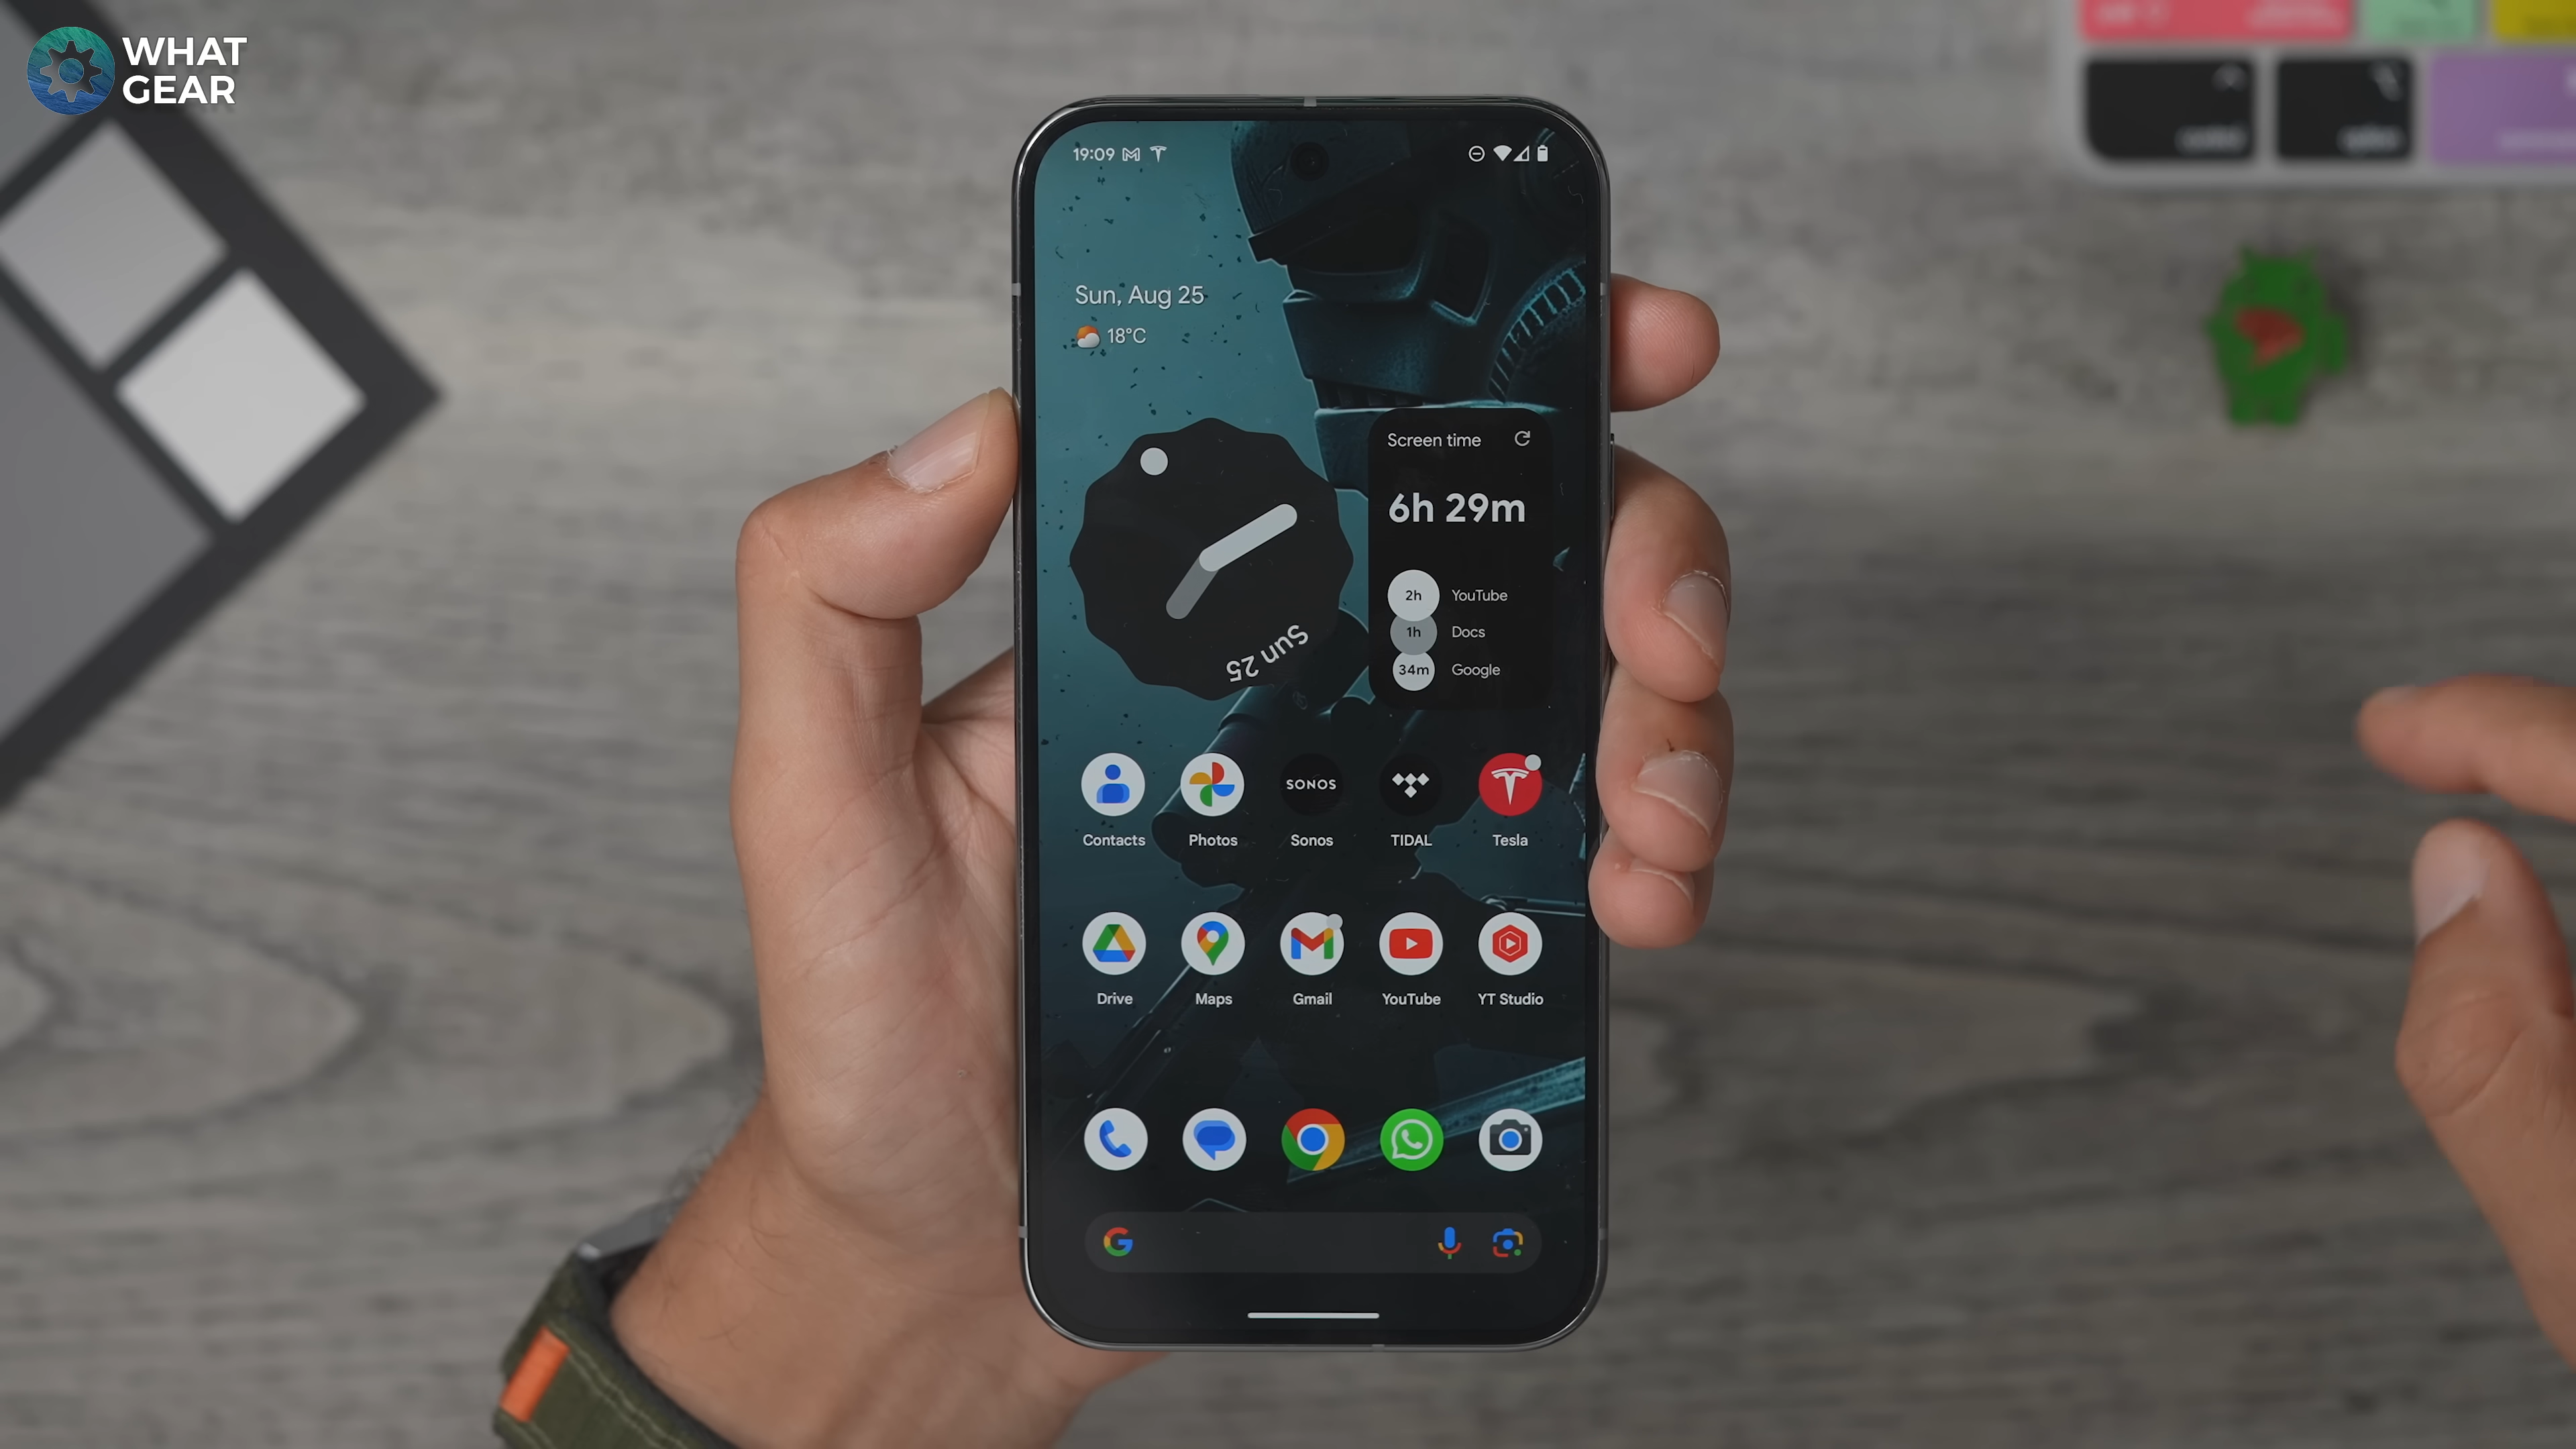 WHAT
GEAR
19:09
Sun, Aug 25
18°C
Screen time
6h 29m
2h YouTube
1h Docs
34m Google
Sun 25
SONOS
Contacts Photos Sonos TIDAL Tesla
Drive Maps Gmail YouTube YT Studio